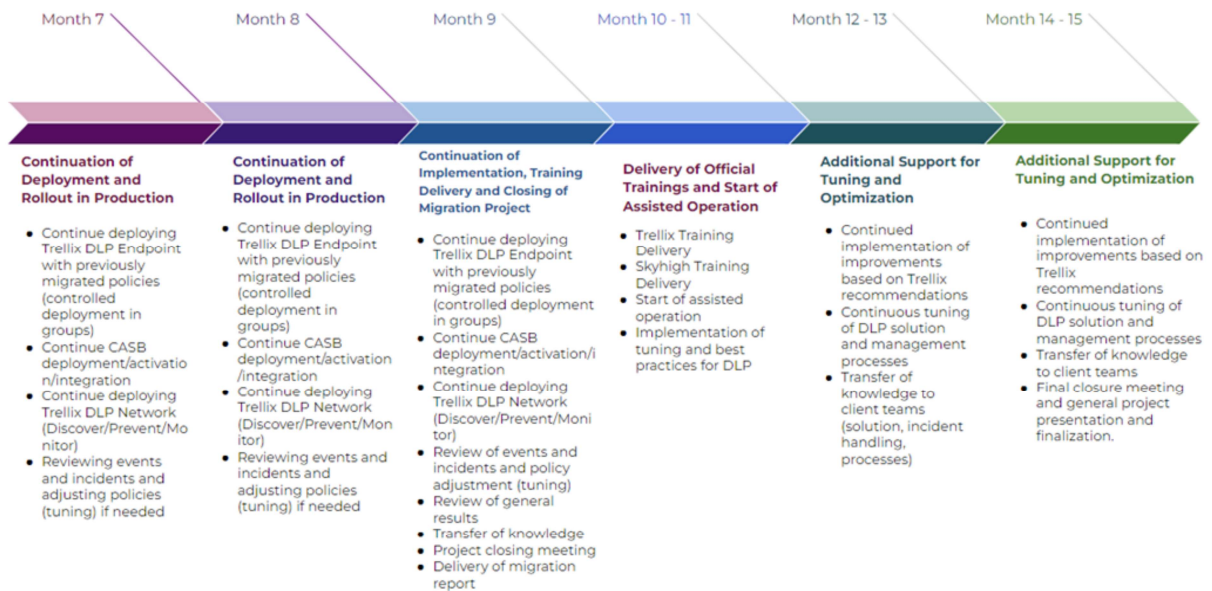 Month 7
Month 8
Month 9
Month 10 - 11
Month 12 - 13
Month 14 - 15
Continuation of
Deployment and
Rollout in Production
• Continue deploying
Trellix DLP Endpoint
with previously
migrated policies
(controlled
deployment in
groups)
• Continue CASB
deployment/activatio
n/integration
• Continue deploying
Trellix DLP Network
(Discover/Prevent/Mo
nitor)
• Reviewing events
and incidents and
adjusting policies
(tuning) if needed
Continuation of
Deployment and
Rollout in Production
• Continue deploying
Trellix DLP Endpoint
with previously
migrated policies
(controlled
deployment in
groups)
• Continue CASB
deployment/activation
/integration
• Continue deploying
Trellix DLP Network
(Discover/Prevent/Mon
itor)
• Reviewing events and
incidents and
adjusting policies
(tuning) if needed
Continuation of
Implementation, Training
Delivery and Closing of
Migration Project
• Continue deploying
Trellix DLP Endpoint
with previously
migrated policies
(controlled deployment
in groups)
• Continue CASB
deployment/activation/i
ntegration
• Continue deploying
Trellix DLP Network
(Discover/Prevent/Moni
tor)
• Review of events and
incidents and policy
adjustment (tuning)
• Review of general
results
• Transfer of knowledge
• Project closing meeting
• Delivery of migration
report
Delivery of Official
Trainings and Start of
Assisted Operation
• Trellix Training
Delivery
• Skyhigh Training
Delivery
• Start of assisted
operation
• Implementation of
tuning and best
practices for DLP
Additional Support for
Tuning and
Optimization
• Continued
implementation of
improvements
based on Trellix
recommendations
• Continuous tuning
of DLP solution
and management
processes
• Transfer of
knowledge to
client teams
(solution, incident
handling,
processes)
Additional Support for
Tuning and Optimization
• Continued
implementation of
improvements based on
Trellix
recommendations
• Continuous tuning of
DLP solution and
management processes
• Transfer of knowledge
to client teams
• Final closure meeting
and general project
presentation and
finalization.